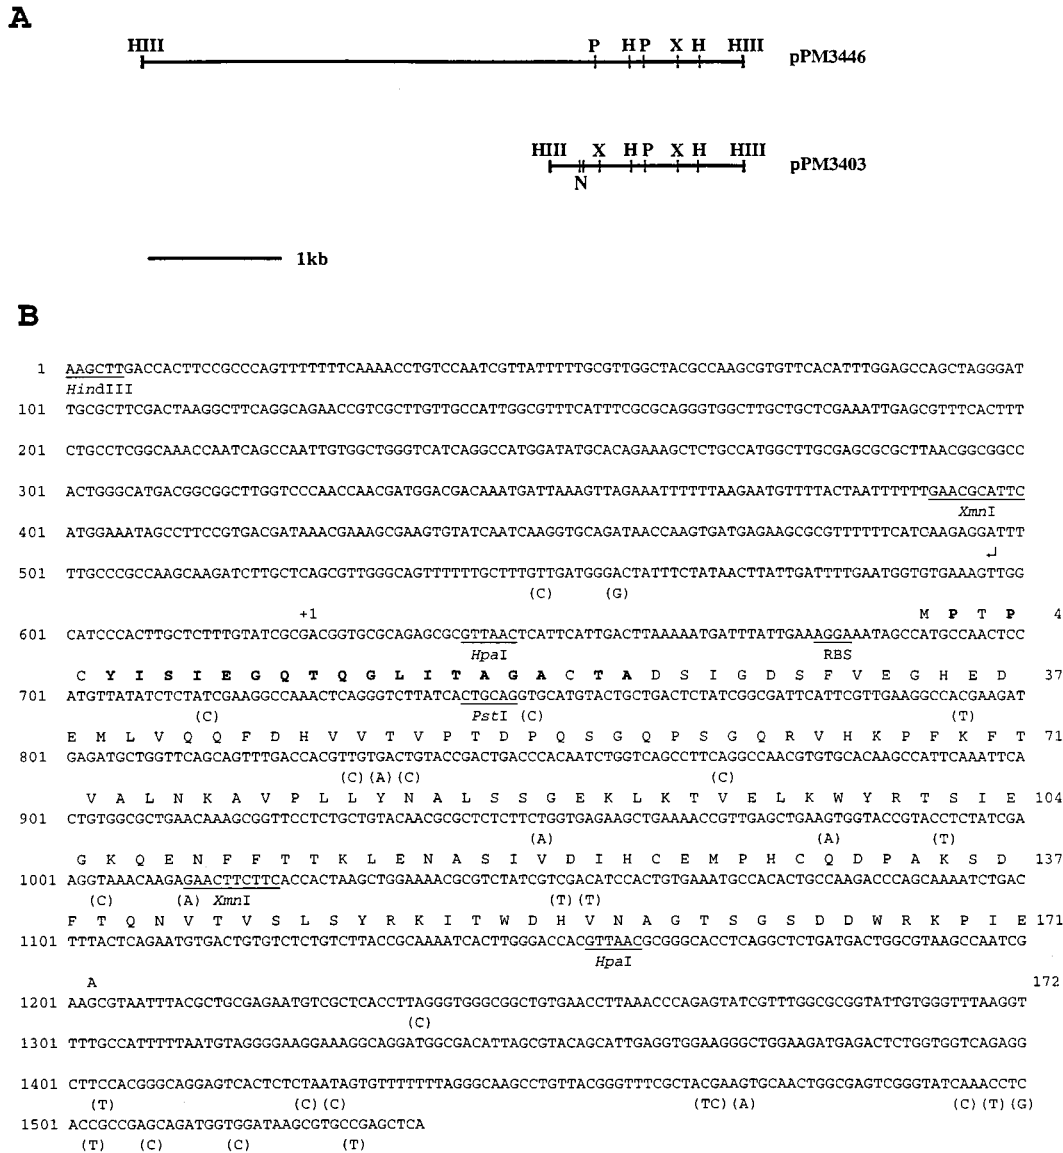 A
HIII P H P X H HIII pPM3446
HIII X H P X H HIII pPM3403
N
1kb
B
1 AAGCTTGACCACTTCCGCCCAGTTTTTTTTCAAAACCTGTCCAATCGTTATTTTTGCGTTGGCTACGCCAAGCGTGTTCACATTTGGAGCCAGCTAGGGAT
HindIII
101 TGCGCTTCGACTAAGGCTTCAGGCAGAACCGTCGCTTGTTGCCATTGGCGTTTCATTTCGCGCAGGGTGGCTTGCTGCTCGAAATTGAGCGTTTCACTTT
201 CTGCCTCGGCAAACCAATCAGCCAATTGTGGCTGGGTCATCAGGCCATGGATATGCACAGAAAGCTCTGCCATGGCTTGCGAGCGCGCTTAACGGCGGCC
301 ACTGGGCATGACGGCGGCTTGGTCCCAACCAACGATGGACGACAAATGATTAAAGTTAGAAATTTTTTAAGAATGTTTTACTAATTTTTTGAACGCATTC
XmnI
401 ATGGAAATAGCCTTCCGTGACGATAAACGAAAGCGAAGTGTATCAATCAAGGTGCAGATAACCAAGTGATGAGAAGCGCGTTTTTTCATCAAGAGGATTT
501 TTGCCCGCCAAGCAAGATCTTGCTCAGCGTTGGGCAGTTTTTTGCTTTGTTGATGGGACTATTTCTATAACTTATTGATTTTGAATGGTGTGAAAGTTGG
(C) (G)
+1 M P T P 4
601 CATCCCACTTGCTCTTTGTATCGCGACGGTGCGCAGAGCGCGTTAACTCATTCATTGACTTAAAAATGATTTATTGAAAGGAAATAGCCATGCCAACTCC
HpaI RBS
C Y I S I E G Q T Q G L I T A G A C T A D S I G D S F V E G H E D 37
701 ATGTTATATCTCTATCGAAGGCCAAACTCAGGGTCTTATCACTGCAGGTGCATGTACTGCTGACTCTATCGGCGATTCATTCGTTGAAGGCCACGAAGAT
(C) PstI (C) (T)
E M L V Q Q F D H V V T V P T D P Q S G Q P S G Q R V H K P F K F T 71
801 GAGATGCTGGTTCAGCAGTTTGACCACGTTGTGACTGTACCGACTGACCCACAATCTGGTCAGCCTTCAGGCCAACGTGTGCACAAGCCATTCAAATTCA
(C) (A) (C) (C)
V A L N K A V P L L Y N A L S S G E K L K T V E L K W Y R T S I E 104
901 CTGTGGCGCTGAACAAAGCGGTTCCTCTGCTGTACAACGCGCTCTCTTCTGGTGAGAAGCTGAAAACCGTTGAGCTGAAGTGGTACCGTACCTCTATCGA
(A) (A) (T)
G K Q E N F F T T K L E N A S I V D I H C E M P H C Q D P A K S D 137
1001 AGGTAAACAAGAGAACTTCTTCACCACTAAGCTGGAAAACGCGTCTATCGTCGACATCCACTGTGAAATGCCACACTGCCAAGACCCAGCAAAATCTGAC
(C) (A) XmnI (T) (T)
F T Q N V T V S L S Y R K I T W D H V N A G T S G S D D W R K P I E 171
1101 TTTACTCAGAATGTGACTGTGTCTCTGTCTTACCGCAAAATCACTTGGGACCACGTTAACGCGGGCACCTCAGGCTCTGATGACTGGCGTAAGCCAATCG
HpaI
A 172
1201 AAGCGTAATTTACGCTGCGAGAATGTCGCTCACCTTAGGGTGGGCGGCTGTGAACCTTAAACCCAGAGTATCGTTTGGCGCGGTATTGTGGGTTTAAGGT
(C)
1301 TTTGCCATTTTTAATGTAGGGGAAGGAAAGGCAGGATGGCGACATTAGCGTACAGCATTGAGGTGGAAGGGCTGGAAGATGAGACTCTGGTGGTCAGAGG
1401 CTTCCACGGGCAGGAGTCACTCTCTAATAGTGTTTTTTTAGGGCAAGCCTGTTACGGGTTTCGCTACGAAGTGCAACTGGCGAGTCGGGTATCAAACCTC
(T) (C) (C) (TC) (A) (C) (T) (G)
1501 ACCGCCGAGCAGATGGTGGATAAGCGTGCCGAGCTCA
(T) (C) (C) (T)